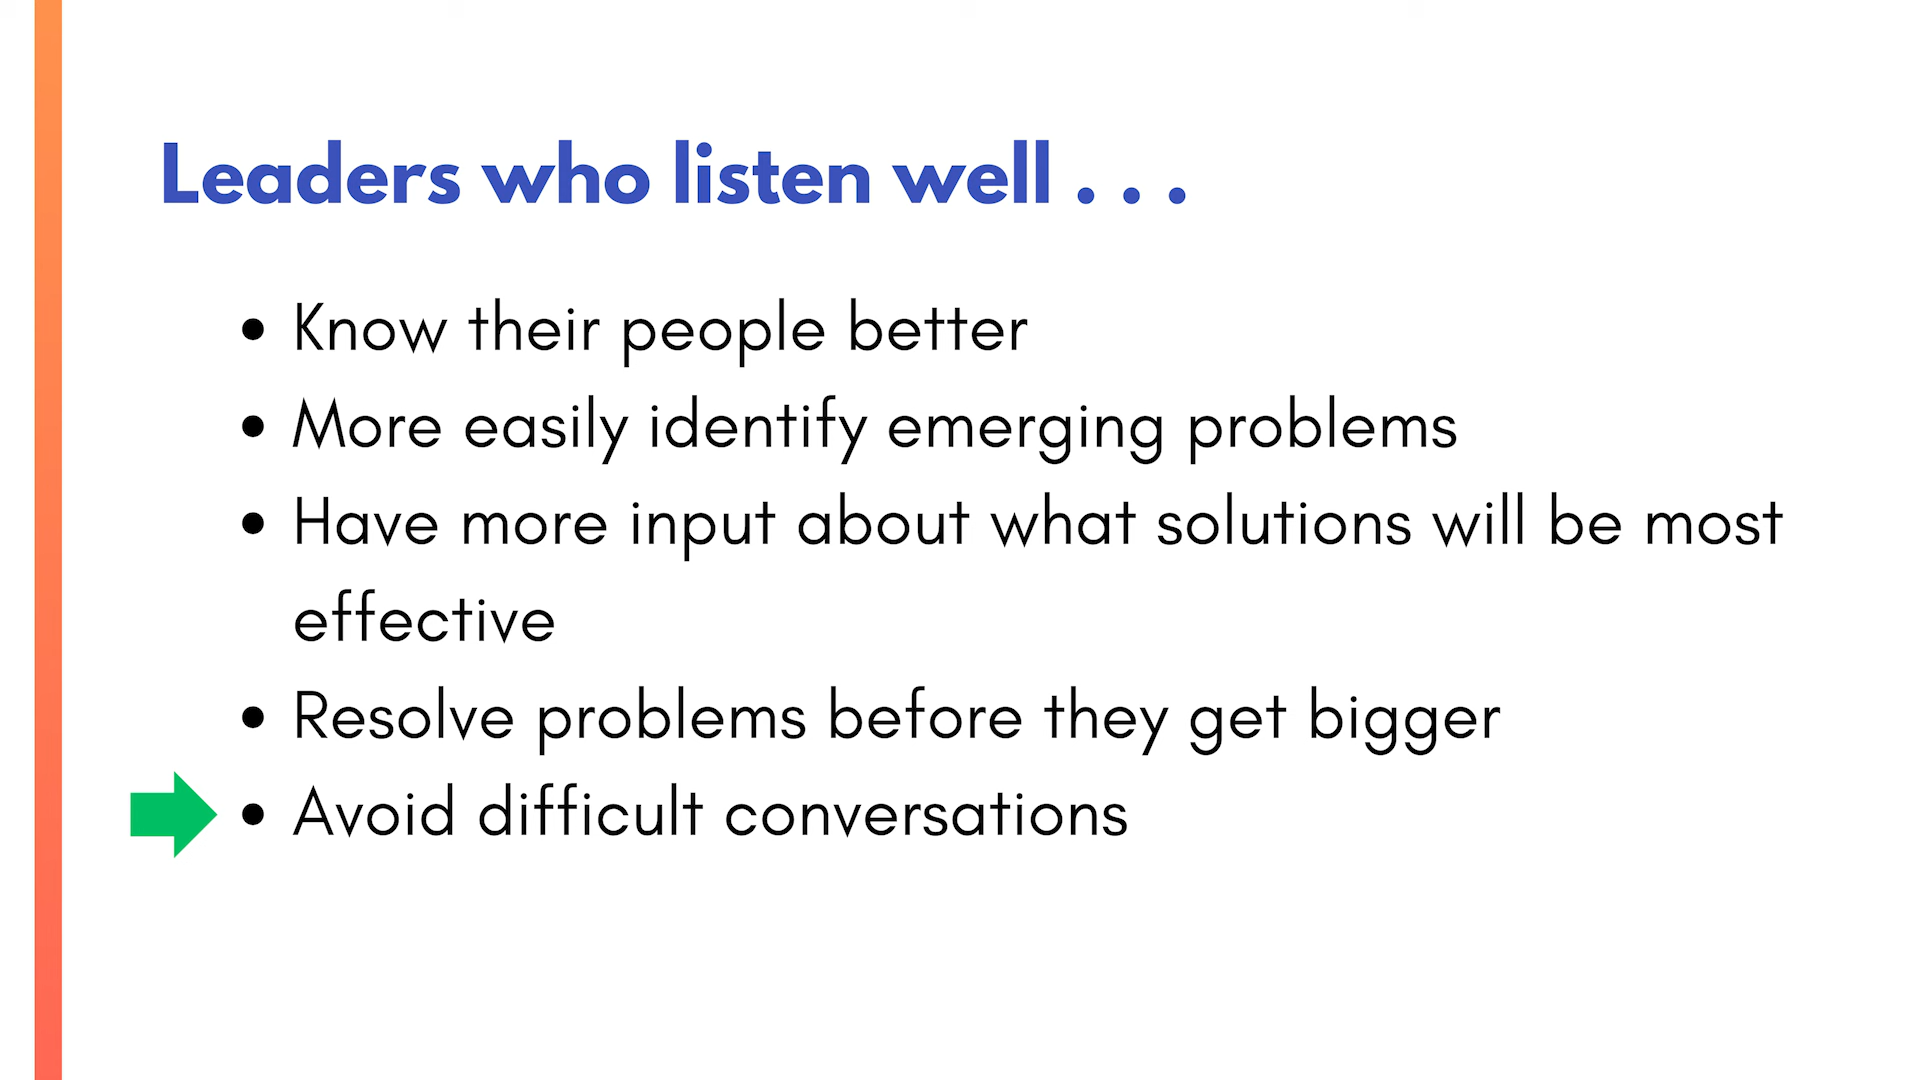 Leaders who listen well . . .
• Know their people better
• More easily identify emerging problems
• Have more input about what solutions will be most
effective
• Resolve problems before they get bigger
• Avoid difficult conversations